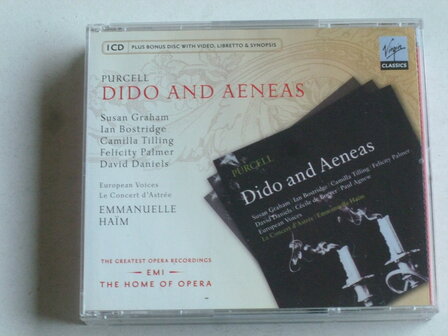 1CD PLUS BONUS DISC WITH VIDEO, LIBRETTO & SYNOPSIS
Virgin
CLASSICS
PURCELL
DIDO AND AENEAS
Susan Graham
Ian Bostridge
Camilla Tilling
Felicity Palmer
David Daniels
European Voices
Le Concert d'Astrée
EMMANUELLE
HAÏM
THE GREATEST OPERA RECORDINGS
EMI
THE HOME OF OPERA
PURCELL
Dido and Aeneas
Susan Graham, Ian Bostridge, Camilla Tilling, Felicity Palmer
David Daniels, Cécile de Boever, Paul Agnew
European Voices
Le Concert d'Astrée / Emmanuelle Haïm